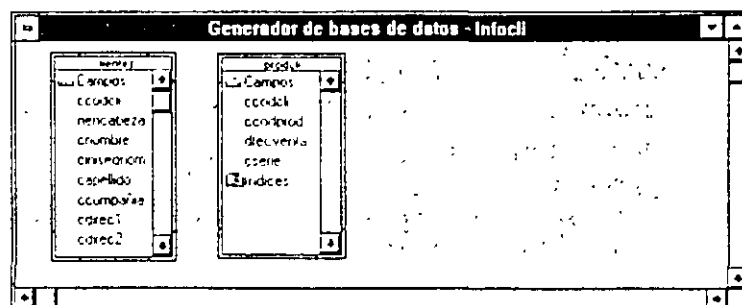 Generador de bases de datos - Infocli
Campos
ccodcli
nencabeza
cnombre
cinisegnom
capellido
ccompañia
cdirec1
cdirec2
Campos
ccodcli
ccodprod
dfecventa
cserie
Indices